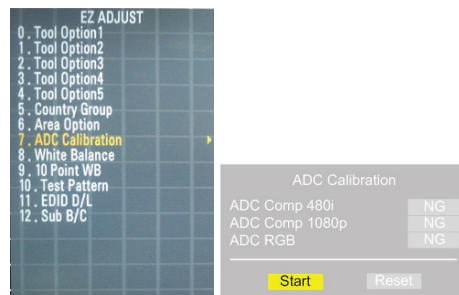 EZ ADJUST
0 . Tool Option1
1 . Tool Option2
2 . Tool Option3
3 . Tool Option4
4 . Tool Option5
5 . Country Group
6 . Area Option
7 . ADC Calibration
8 . White Balance
9 . 10 Point WB
10 . Test Pattern
11 . EDID D/L
12 . Sub B/C
ADC Calibration
ADC Comp 480i NG
ADC Comp 1080p NG
ADC RGB NG
Start Reset